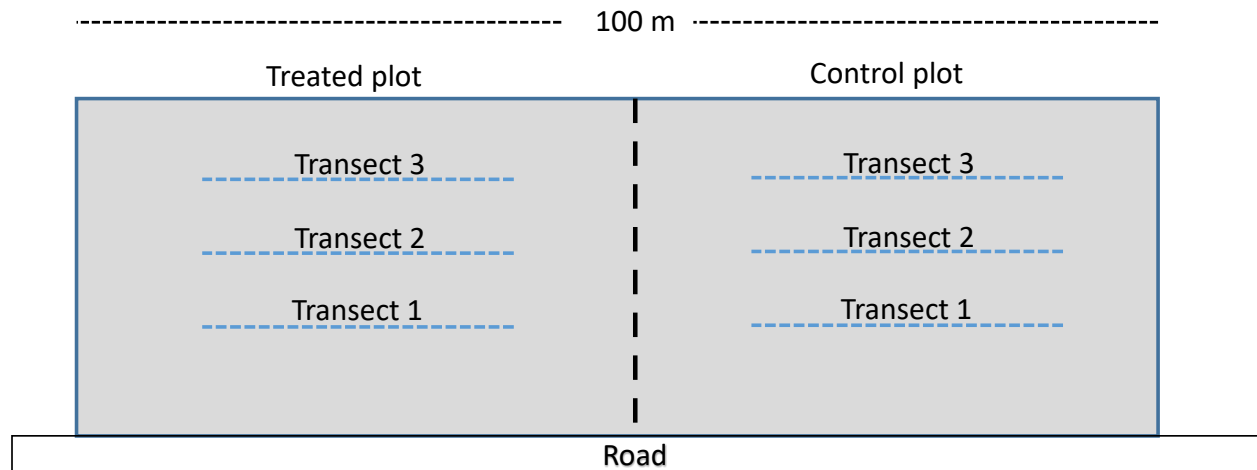 100 m
Treated plot
Control plot
Transect 3
Transect 3
Transect 2
Transect 2
Transect 1
Transect 1
Road